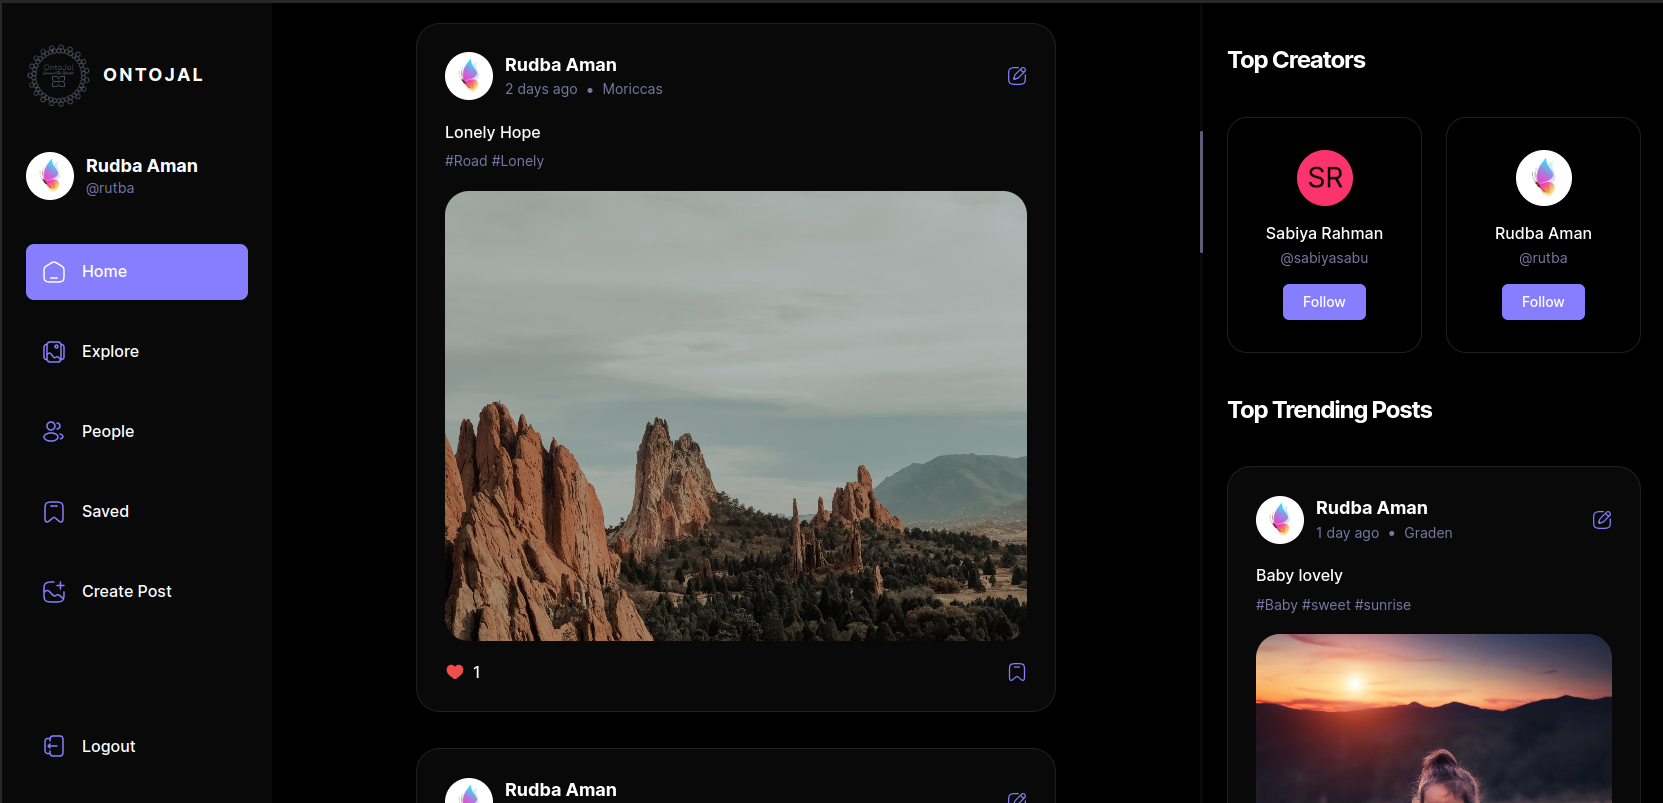 OntoJal
ONTOJAL
Rudba Aman
@rutba
Home
Explore
People
Saved
Create Post
Logout
Rudba Aman
2 days ago • Moriccas
Lonely Hope
#Road #Lonely
1
Rudba Aman
Top Creators
SR
Sabiya Rahman
@sabiyasabu
Follow
Rudba Aman
@rutba
Follow
Top Trending Posts
Rudba Aman
1 day ago • Graden
Baby lovely
#Baby #sweet #sunrise